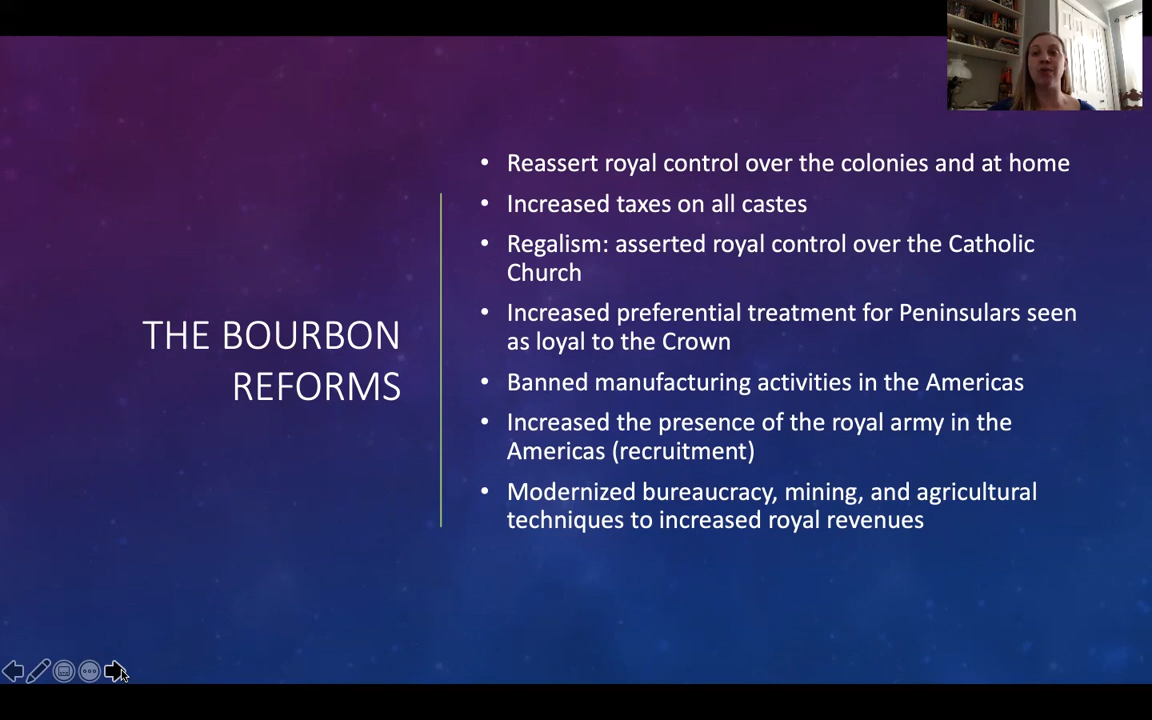 THE BOURBON
REFORMS
• Reassert royal control over the colonies and at home
• Increased taxes on all castes
• Regalism: asserted royal control over the Catholic
Church
• Increased preferential treatment for Peninsulars seen
as loyal to the Crown
• Banned manufacturing activities in the Americas
• Increased the presence of the royal army in the
Americas (recruitment)
• Modernized bureaucracy, mining, and agricultural
techniques to increased royal revenues